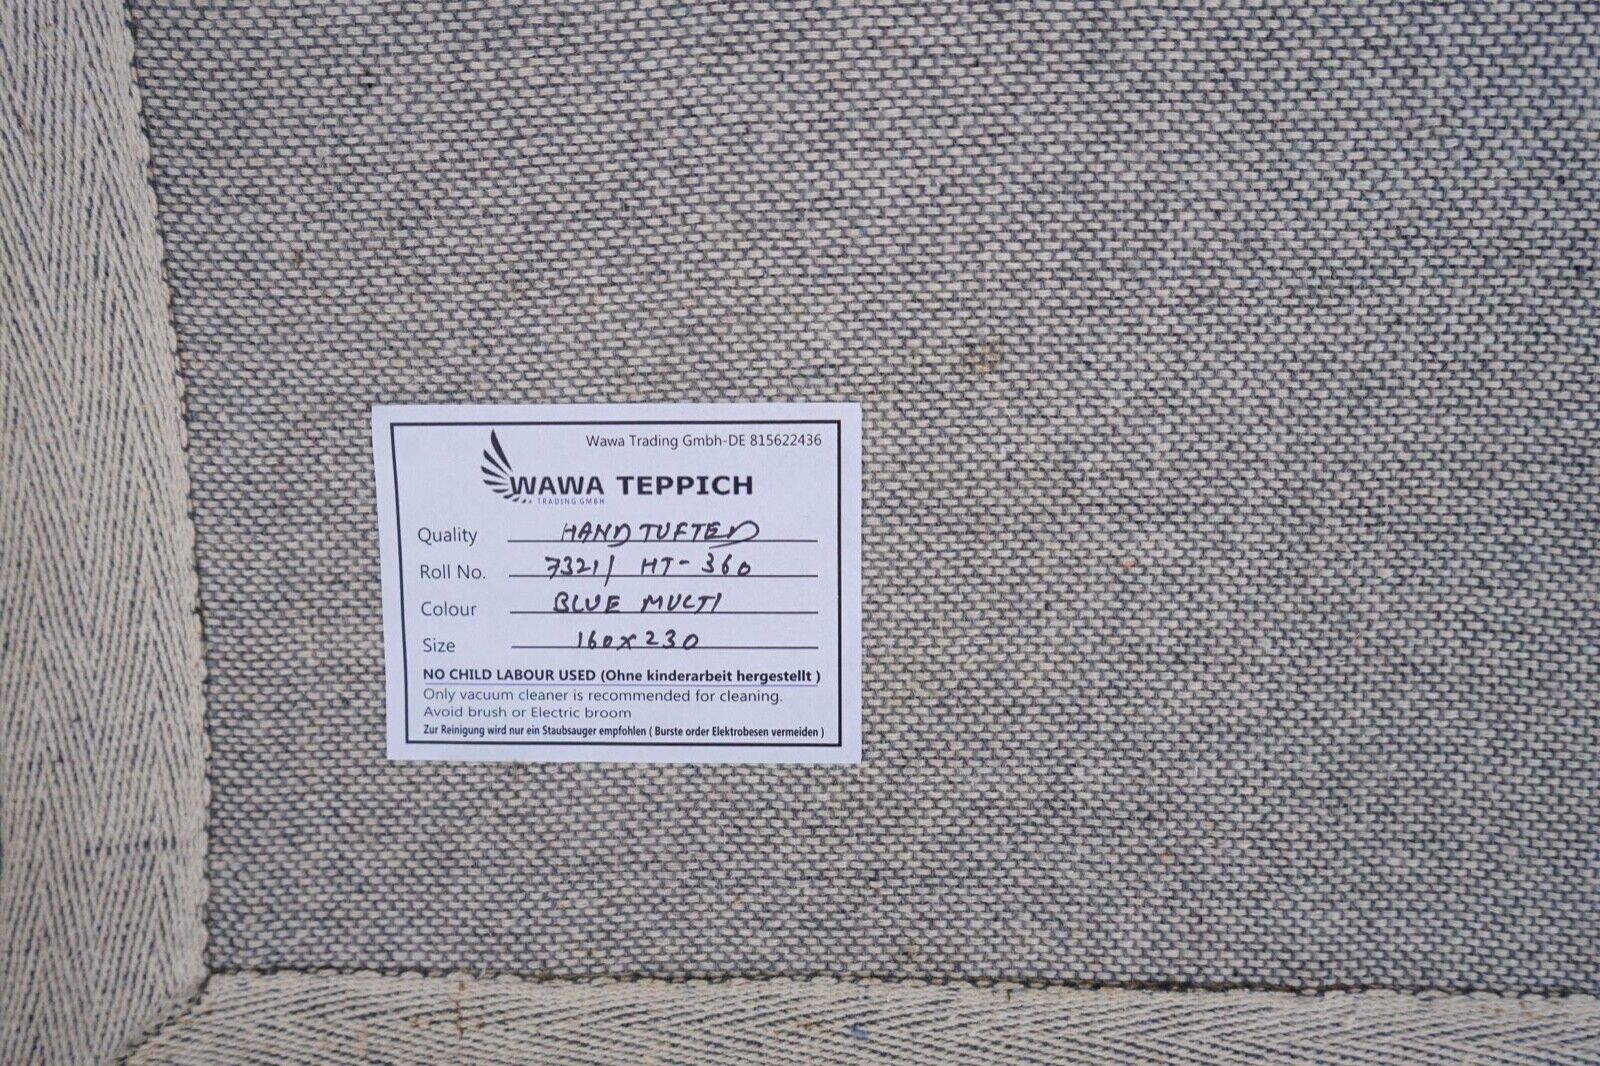 Wawa Trading Gmbh-DE 815622436
WAWA TEPPICH
TRADING GMBH
Quality HAND TUFTED
Roll No. 7321/ HT-360
Colour BLUE MULTI
Size 160x230
NO CHILD LABOUR USED (Ohne kinderarbeit hergestellt )
Only vacuum cleaner is recommended for cleaning.
Avoid brush or Electric broom
Zur Reinigung wird nur ein Staubsauger empfohlen ( Burste order Elektrobesen vermeiden )